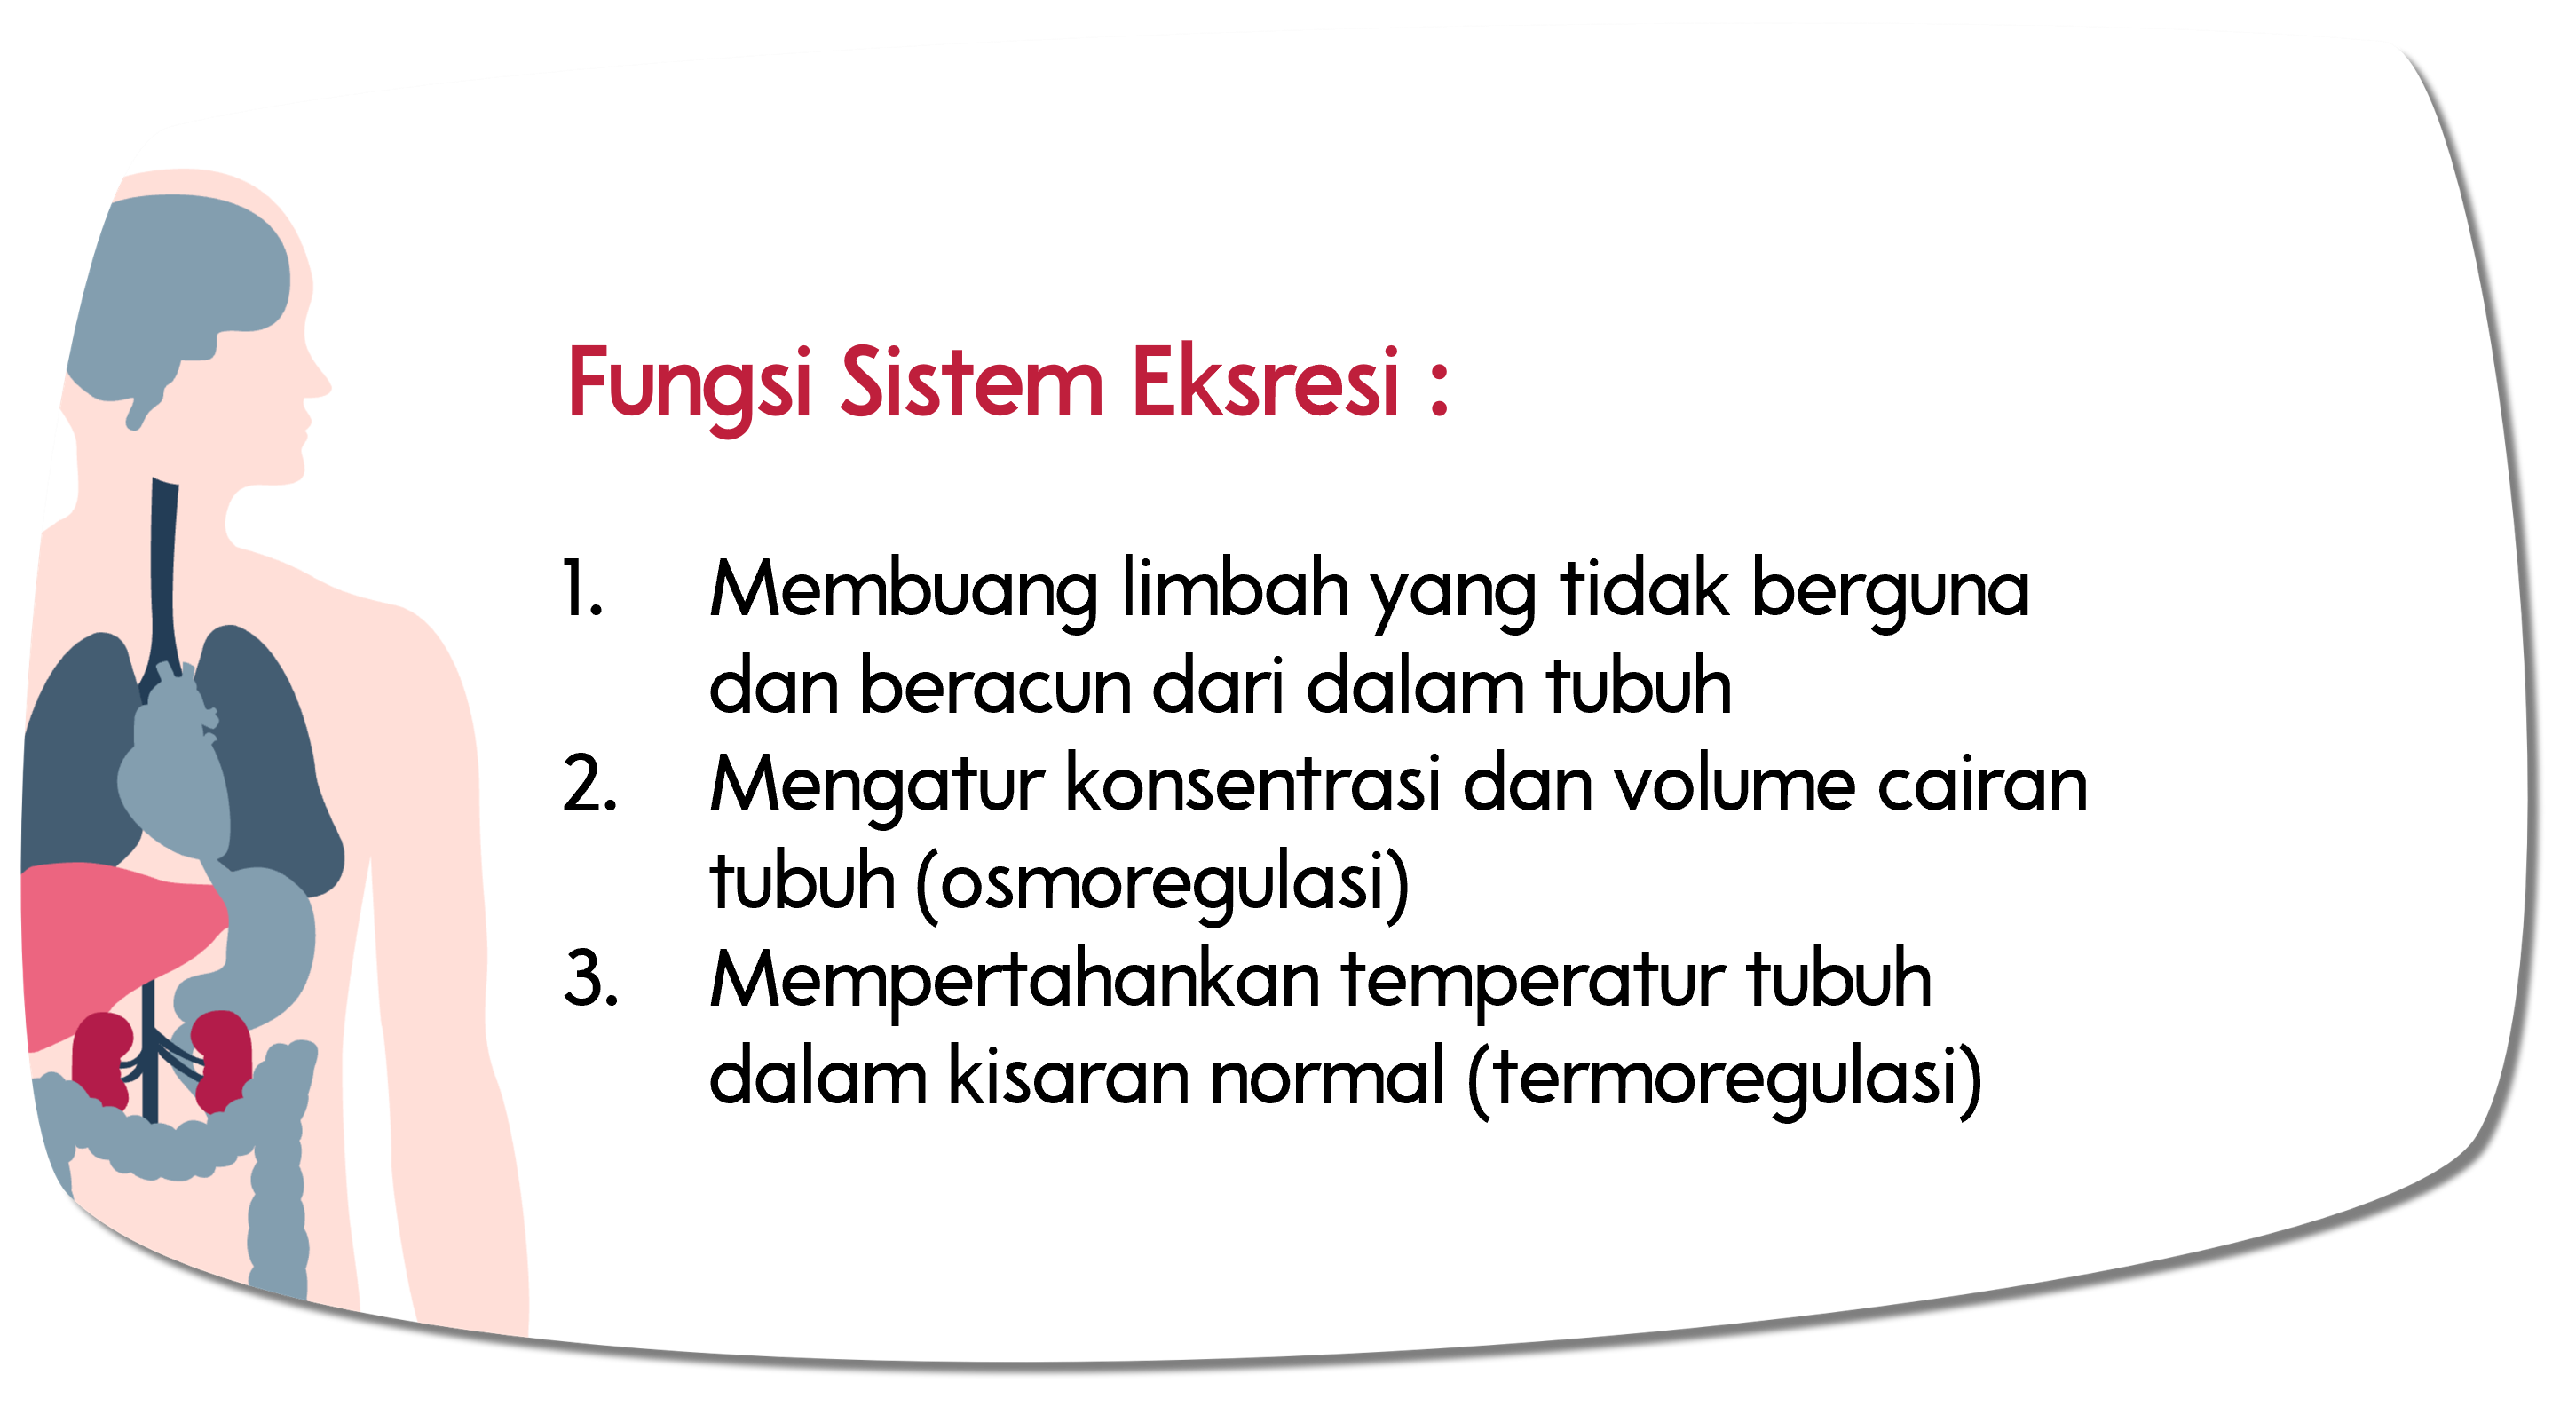 Fungsi Sistem Eksresi :
1. Membuang limbah yang tidak berguna
dan beracun dari dalam tubuh
2. Mengatur konsentrasi dan volume cairan
tubuh (osmoregulasi)
3. Mempertahankan temperatur tubuh
dalam kisaran normal (termoregulasi)